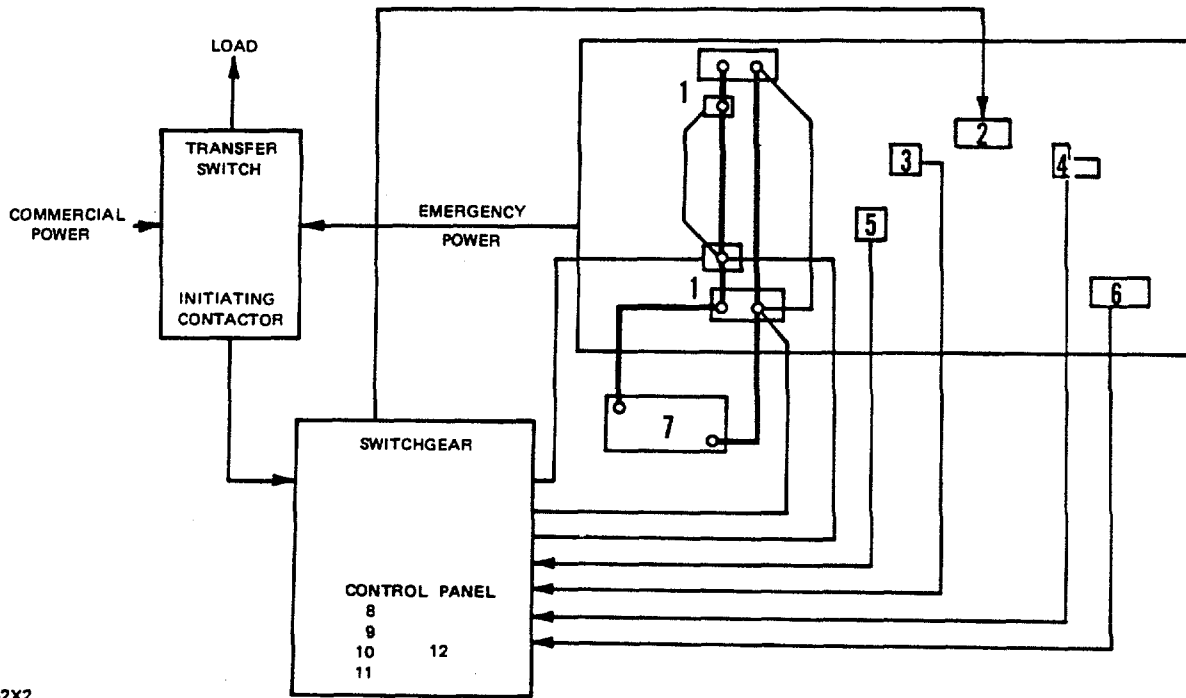 LOAD
TRANSFER
SWITCH
COMMERCIAL
POWER
EMERGENCY
POWER
INITIATING
CONTACTOR
1
2
3
4
5
1
6
7
SWITCHGEAR
CONTROL PANEL
8
9
10 12
11
2X2